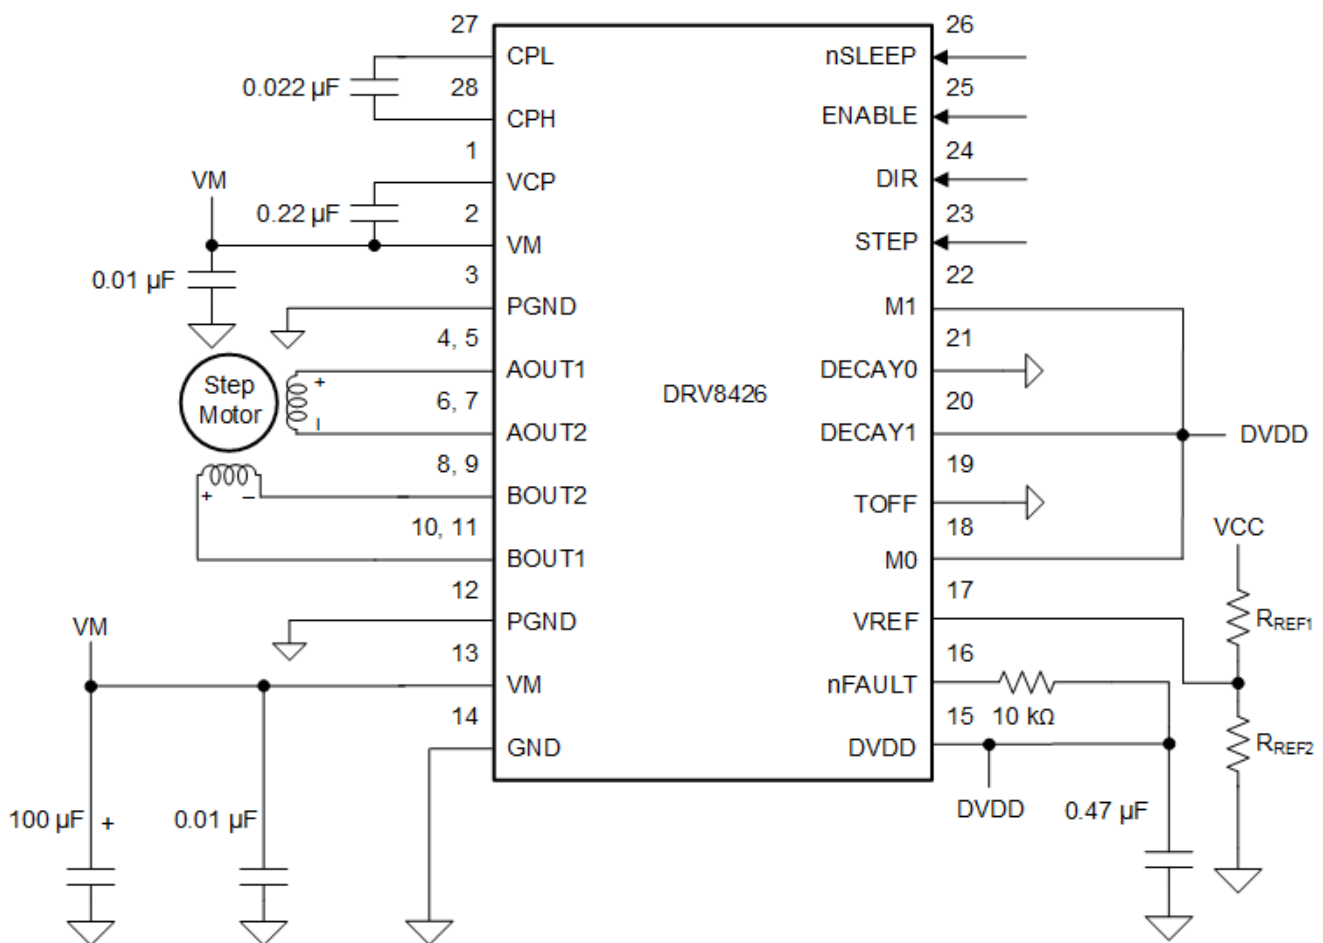 27
CPL
nSLEEP
26
0.022 µF
28
CPH
ENABLE
25
1
VCP
DIR
24
VM
0.22 µF
2
VM
STEP
23
0.01 µF
3
PGND
M1
22
4, 5
AOUT1
DECAY0
21
Step
Motor
+
–
6, 7
AOUT2
DRV8426
DECAY1
20
DVDD
8, 9
+
–
BOUT2
TOFF
19
10, 11
BOUT1
M0
18
VCC
12
PGND
VREF
17
RREF1
VM
13
VM
nFAULT
16
10 kΩ
14
GND
DVDD
15
RREF2
100 µF +
0.01 µF
DVDD
0.47 µF